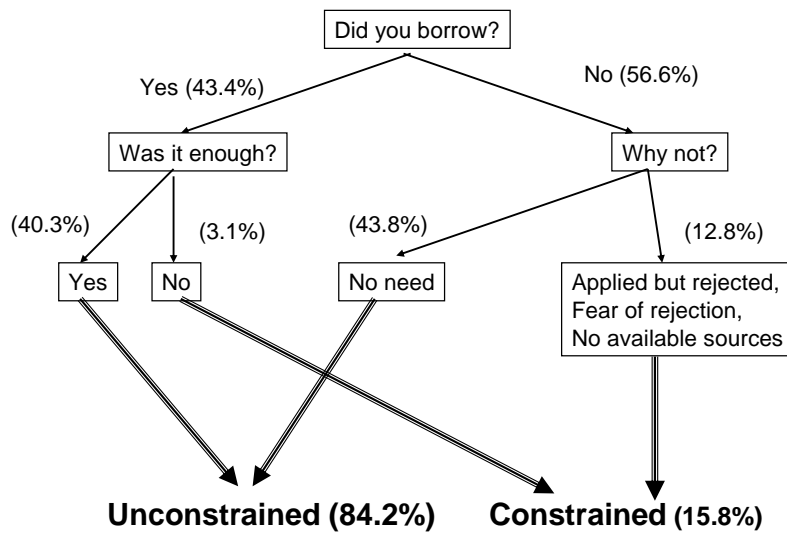 Did you borrow?
Yes (43.4%)
No (56.6%)
Was it enough?
Why not?
(40.3%)
(3.1%)
(43.8%)
(12.8%)
Yes
No
No need
Applied but rejected,
Fear of rejection,
No available sources
Unconstrained (84.2%)
Constrained (15.8%)